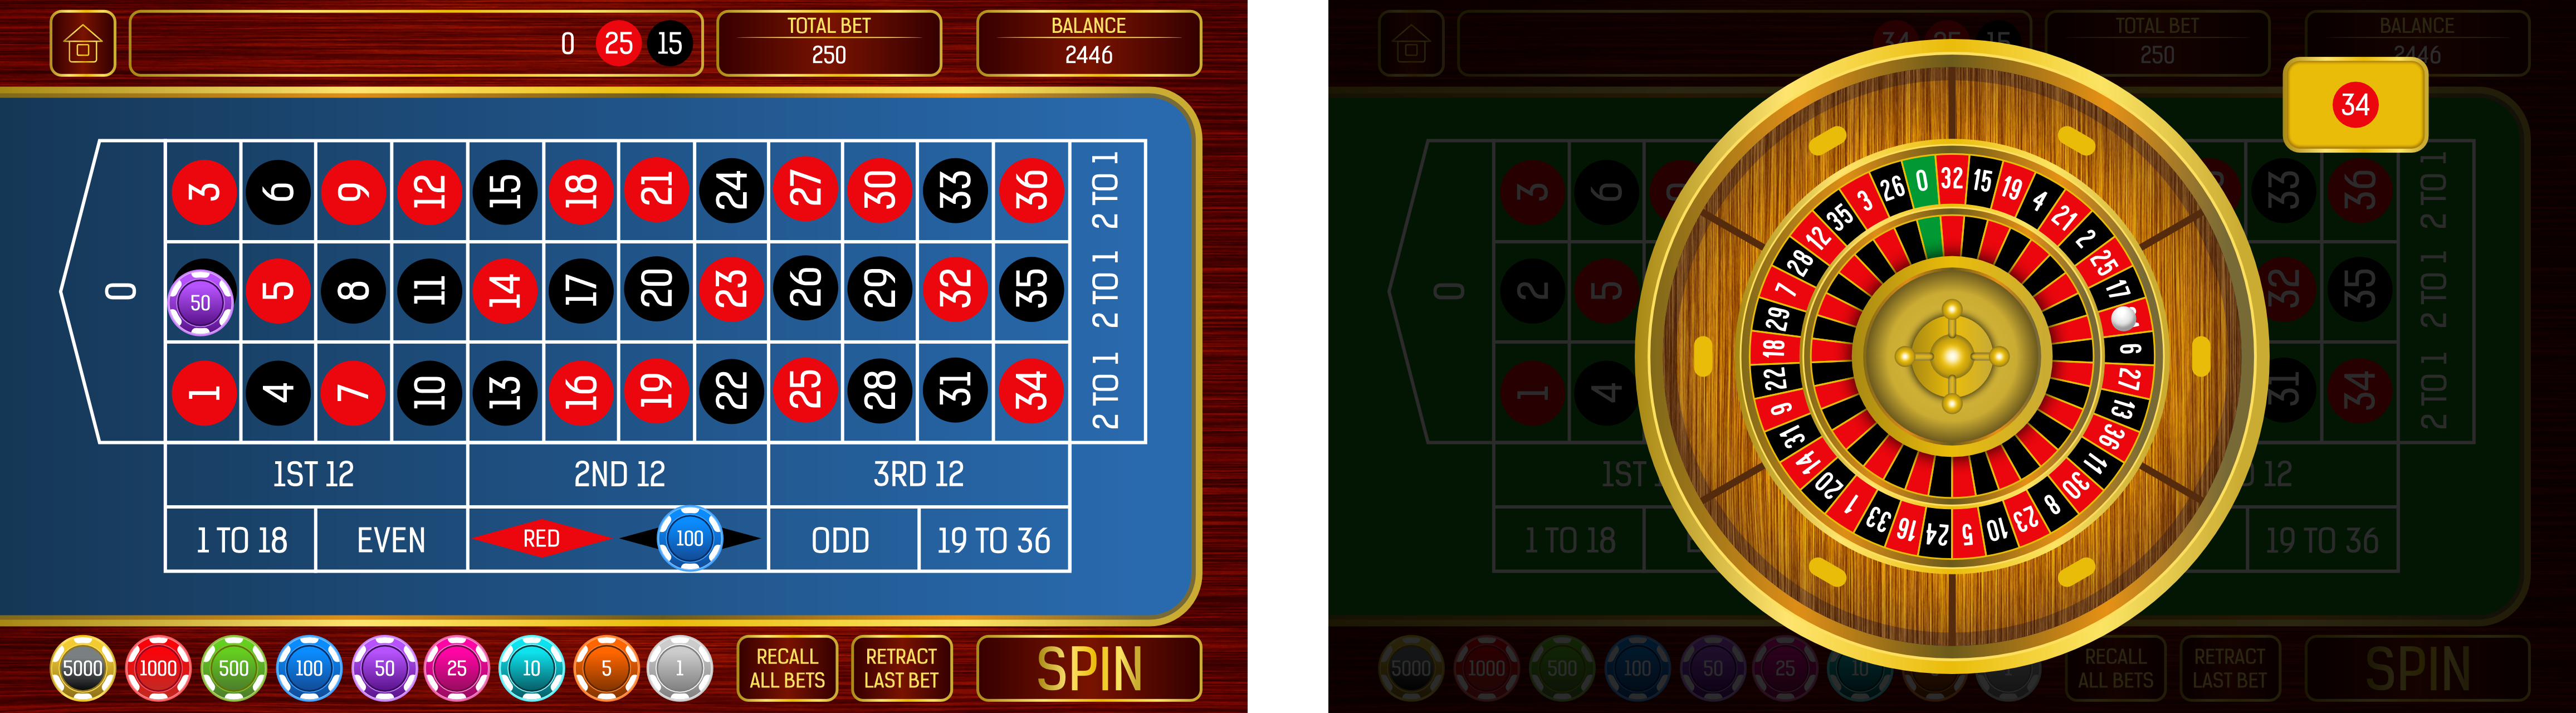 0 25 15
TOTAL BET
250
BALANCE
2446
3 6 9 12 15 18 21 24 27 30 33 36 2 TO 1
0 50 5 8 11 14 17 20 23 26 29 32 35 2 TO 1
1 4 7 10 13 16 19 22 25 28 31 34 2 TO 1
1ST 12 2ND 12 3RD 12
1 TO 18 EVEN RED 100 ODD 19 TO 36
5000 1000 500 100 50 25 10 5 1
RECALL
ALL BETS
RETRACT
LAST BET
SPIN
TOTAL BET
250
BALANCE
34
0 32 15 19 4 21 2 25 17 6 27 13 36 11 30 8 23 10 5 24 16 33 1 20 14 31 9 22 18 29 7 28 12 35 3 26
3 6 33 36 2 TO 1
0 2 5 32 35 2 TO 1
1 4 31 34 2 TO 1
12
1 TO 18 19 TO 36
5000 1000 500 100 50 25 10
RECALL
ALL BETS
RETRACT
LAST BET
SPIN